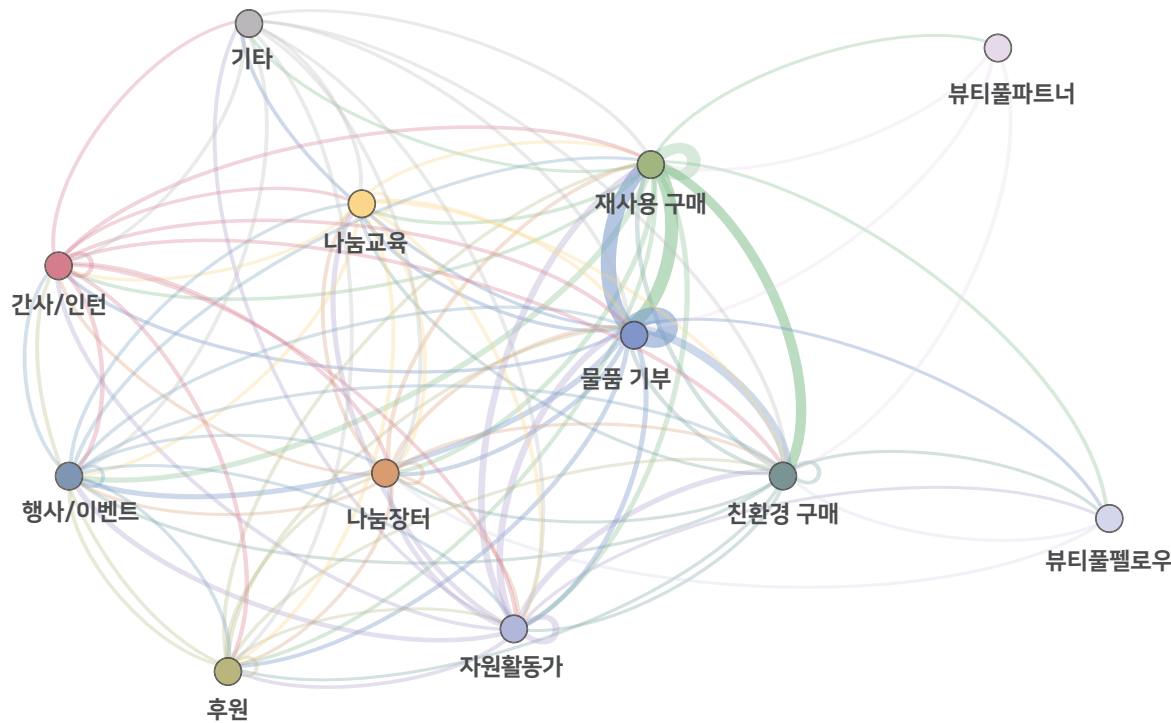 기타
뷰티풀파트너
재사용 구매
나눔교육
간사/인턴
물품 기부
행사/이벤트
나눔장터
친환경 구매
뷰티풀펠로우
자원활동가
후원